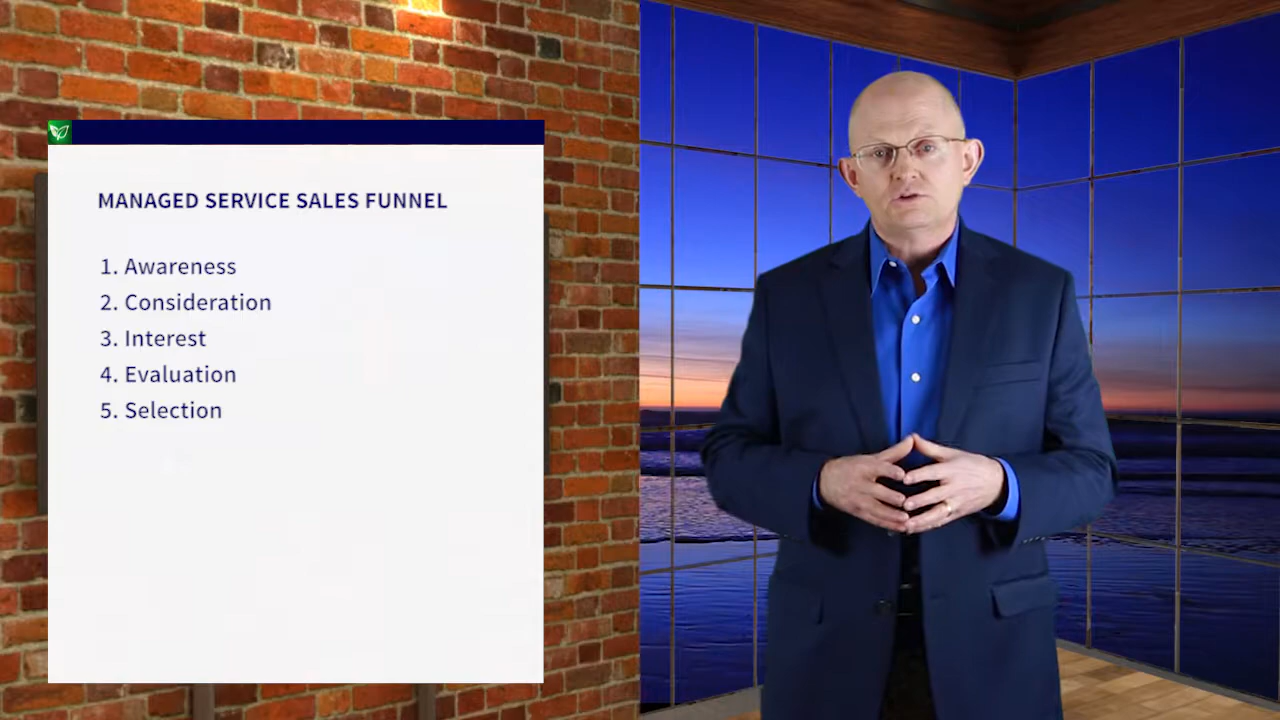 MANAGED SERVICE SALES FUNNEL
1. Awareness
2. Consideration
3. Interest
4. Evaluation
5. Selection